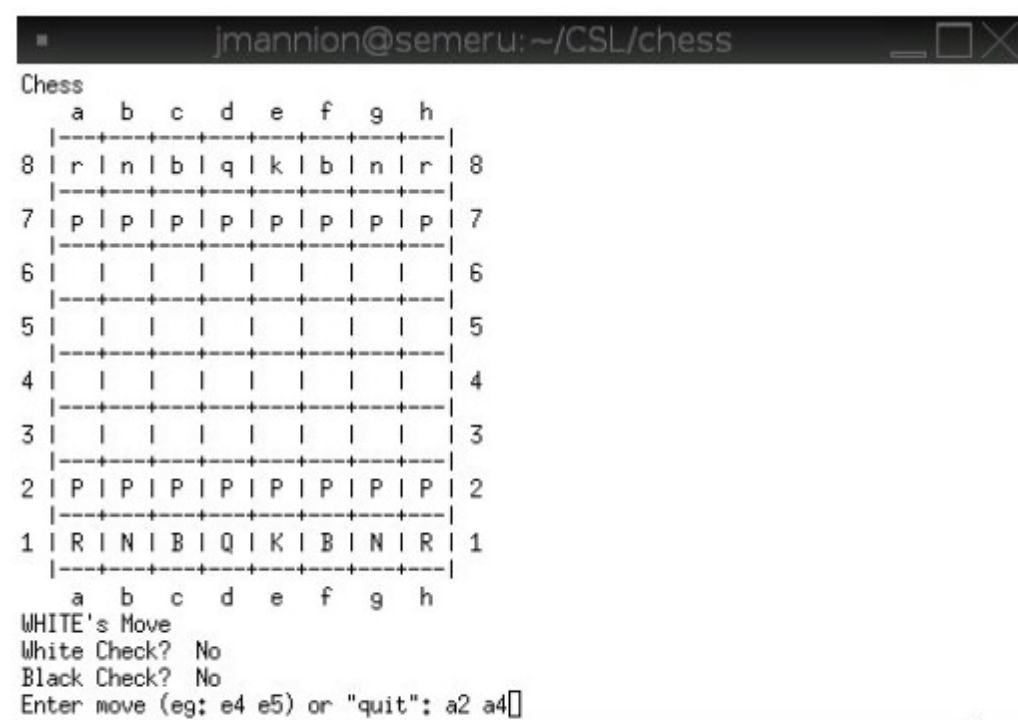 jmannion@semeru:~/CSL/chess
Chess
a b c d e f g h
|---+---+---+---+---+---+---+---|
8 | r | n | b | q | k | b | n | r | 8
|---+---+---+---+---+---+---+---|
7 | p | p | p | p | p | p | p | p | 7
|---+---+---+---+---+---+---+---|
6 |   |   |   |   |   |   |   |   | 6
|---+---+---+---+---+---+---+---|
5 |   |   |   |   |   |   |   |   | 5
|---+---+---+---+---+---+---+---|
4 |   |   |   |   |   |   |   |   | 4
|---+---+---+---+---+---+---+---|
3 |   |   |   |   |   |   |   |   | 3
|---+---+---+---+---+---+---+---|
2 | P | P | P | P | P | P | P | P | 2
|---+---+---+---+---+---+---+---|
1 | R | N | B | Q | K | B | N | R | 1
|---+---+---+---+---+---+---+---|
a b c d e f g h
WHITE's Move
White Check?  No
Black Check?  No
Enter move (eg: e4 e5) or "quit": a2 a4